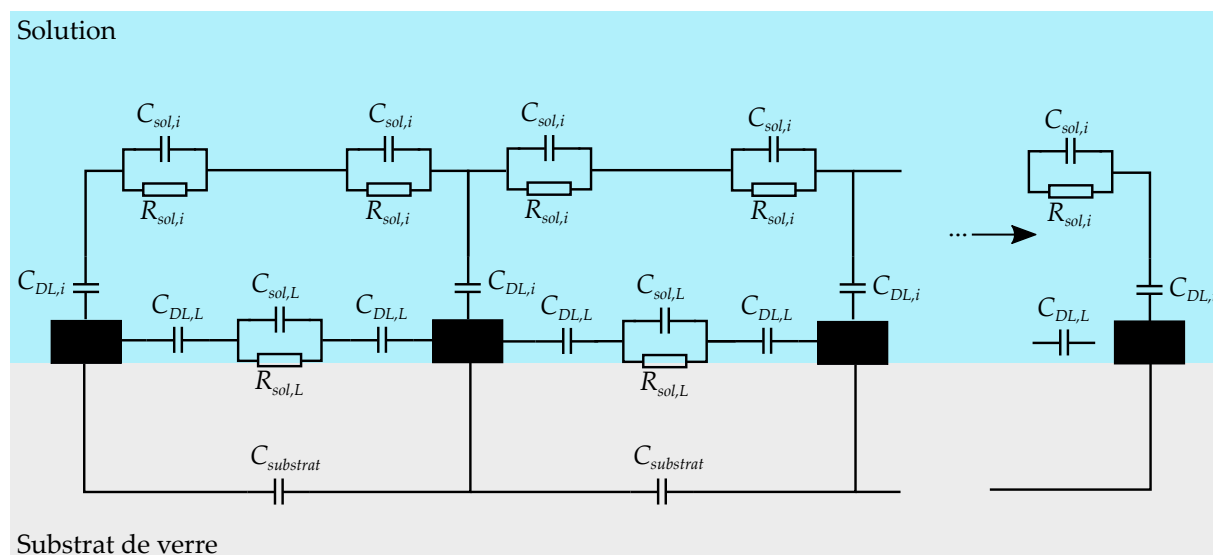 Solution
C_sol,i C_sol,i C_sol,i C_sol,i C_sol,i
R_sol,i R_sol,i R_sol,i R_sol,i R_sol,i
...
C_DL,i C_DL,i C_DL,i C_DL,
C_DL,L C_sol,L C_DL,L C_DL,L C_sol,L C_DL,L C_DL,L
R_sol,L R_sol,L
C_substrat C_substrat
Substrat de verre